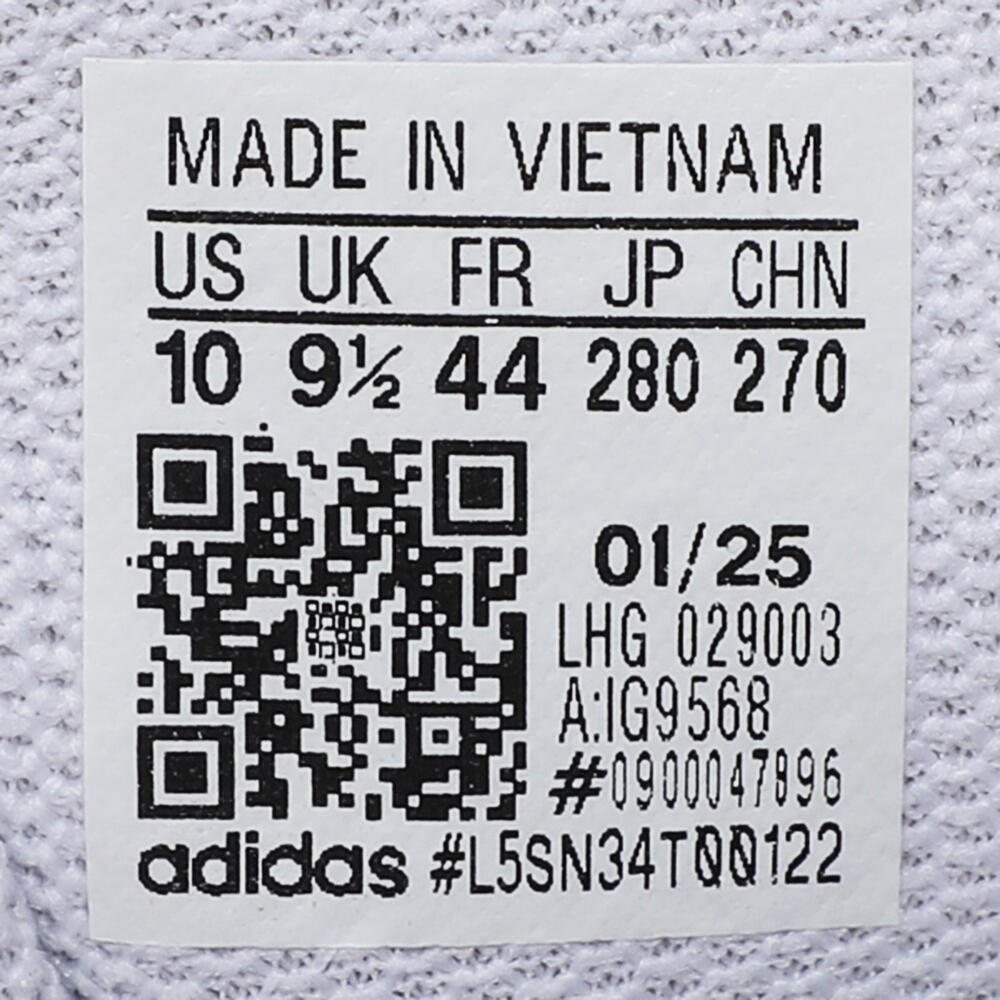 MADE IN VIETNAM
US UK FR JP CHN
10 9½ 44 280 270
01/25
LHG 029003
A:IG9568
#0900047896
adidas #L5SN34T00122